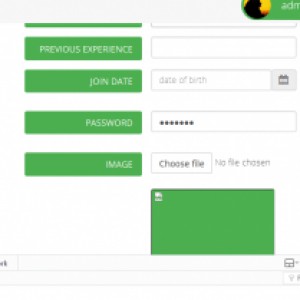 adm
PREVIOUS EXPERIENCE
JOIN DATE
date of birth
PASSWORD
•••••••
IMAGE
Choose file
No file chosen